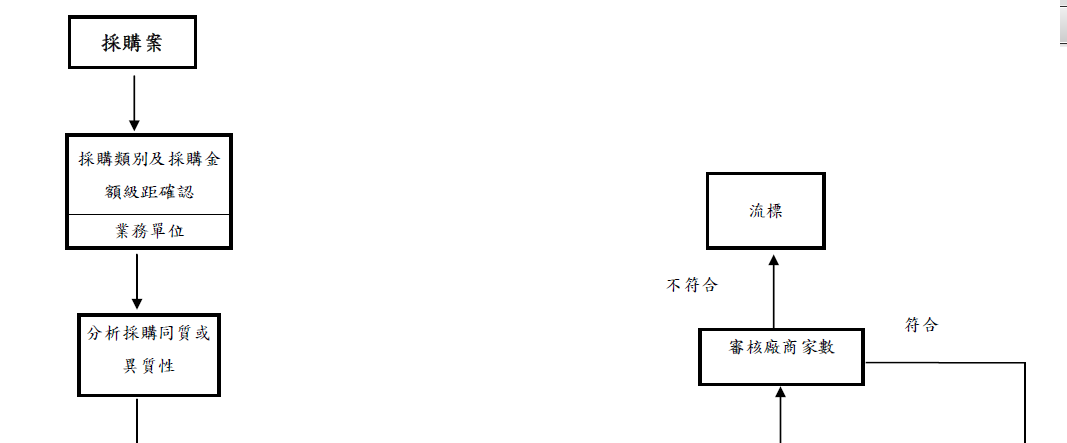 採購案
採購類別及採購金
額級距確認
業務單位
分析採購同質或
異質性
流標
不符合
符合
審核廠商家數